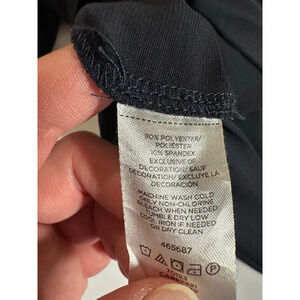 90% POLYESTER/
POLIÉSTER
10% SPANDEX
EXCLUSIVE OF
DECORATION/ SAUF
DECORATION/ EXCLUYE LA
DECORACIÓN
MACHINE WASH COLD
ONLY NON-CHLORINE
BLEACH WHEN NEEDED
TUMBLE DRY LOW
COOL IRON IF NEEDED
OR DRY CLEAN
465687